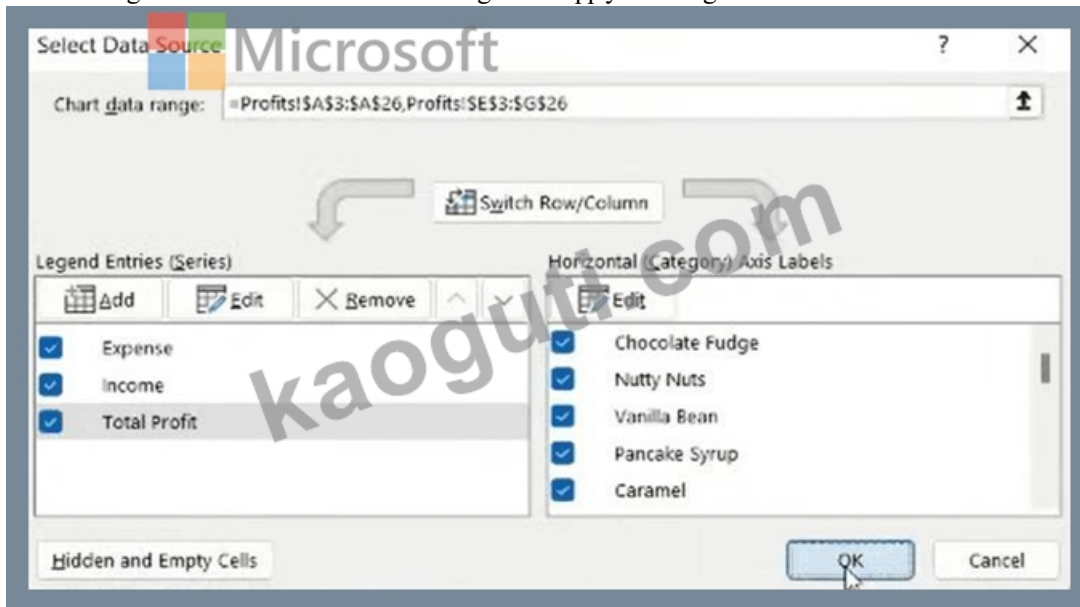 Select Data Source
Microsoft
? ×
Chart data range: =Profits!$A$3:$A$26,Profits!$E$3:$G$26
Switch Row/Column
Legend Entries (Series)
Horizontal (Category) Axis Labels
Add Edit Remove
Edit
Expense
Income
Total Profit
Chocolate Fudge
Nutty Nuts
Vanilla Bean
Pancake Syrup
Caramel
kaoguti.com
Hidden and Empty Cells
OK
Cancel